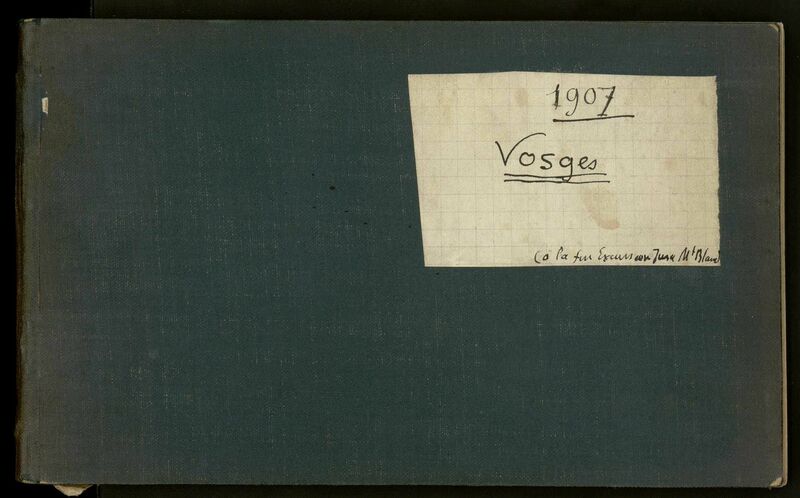 1907
Vosges
(à la fin Excursion Jura Mt Blanc